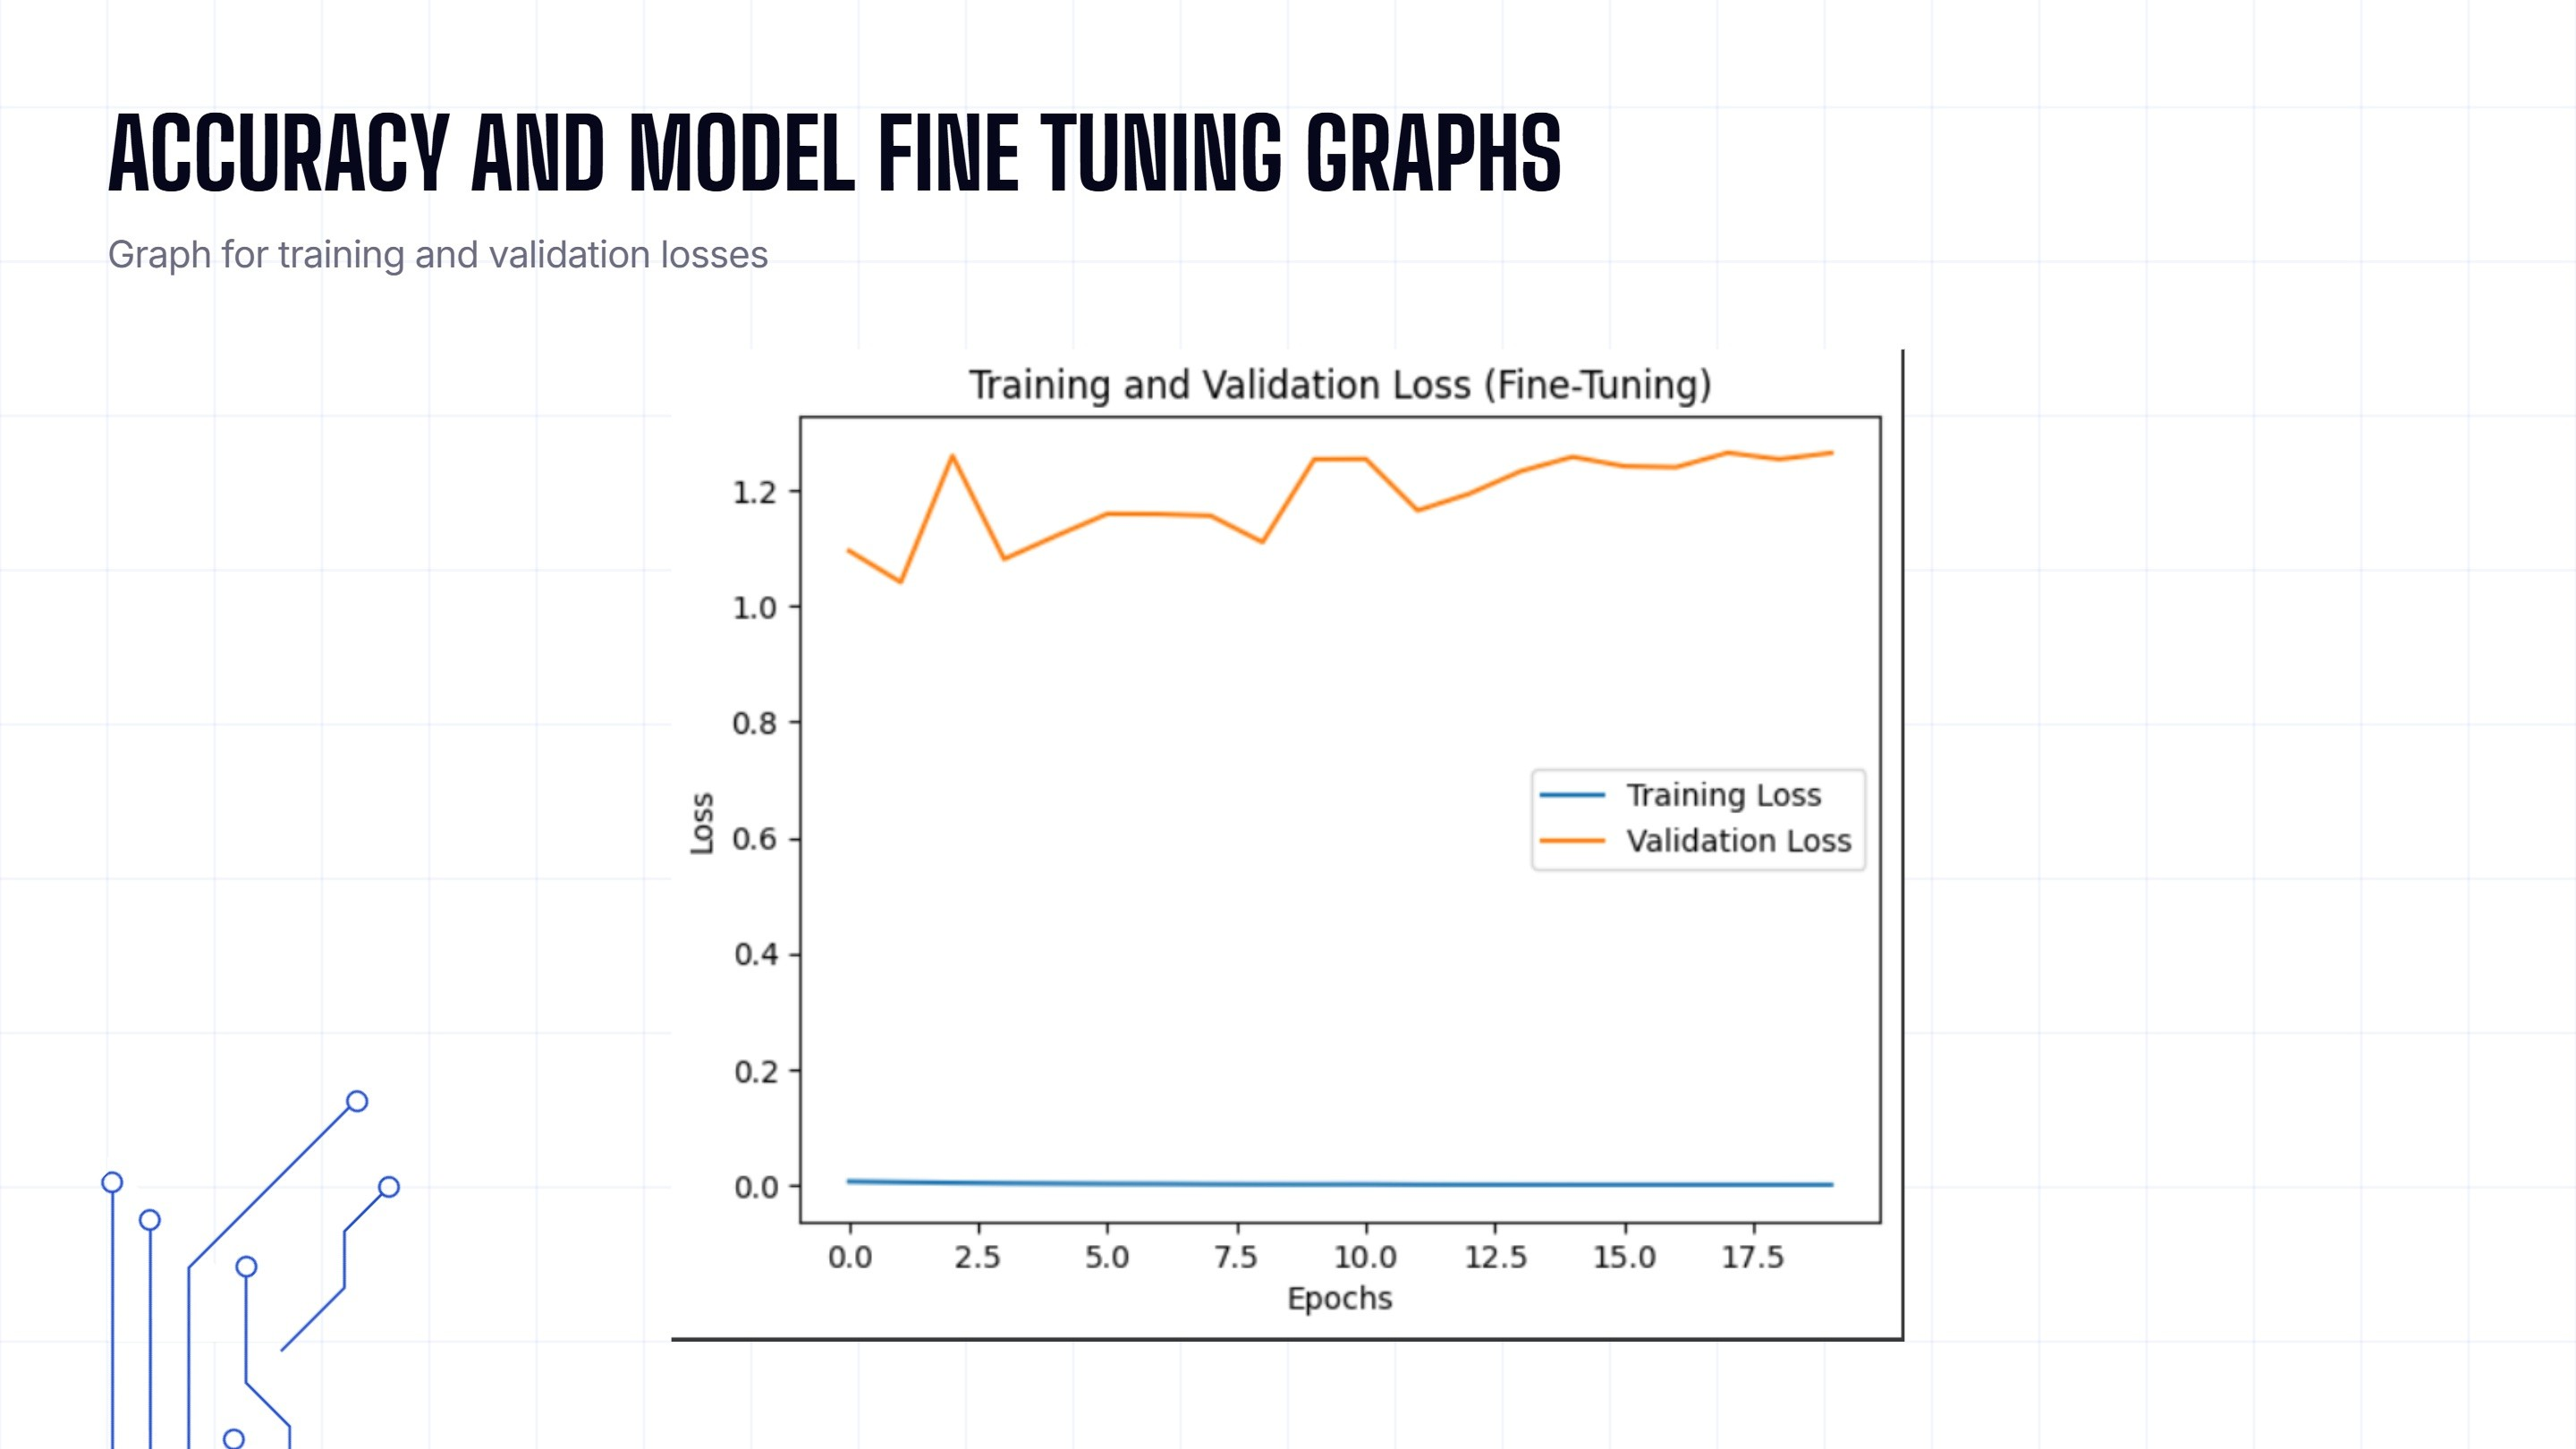 ACCURACY AND MODEL FINE TUNING GRAPHS
Graph for training and validation losses
Training and Validation Loss (Fine-Tuning)
1.2
1.0
0.8
0.6
0.4
0.2
0.0
Loss
Training Loss
Validation Loss
0.0 2.5 5.0 7.5 10.0 12.5 15.0 17.5
Epochs